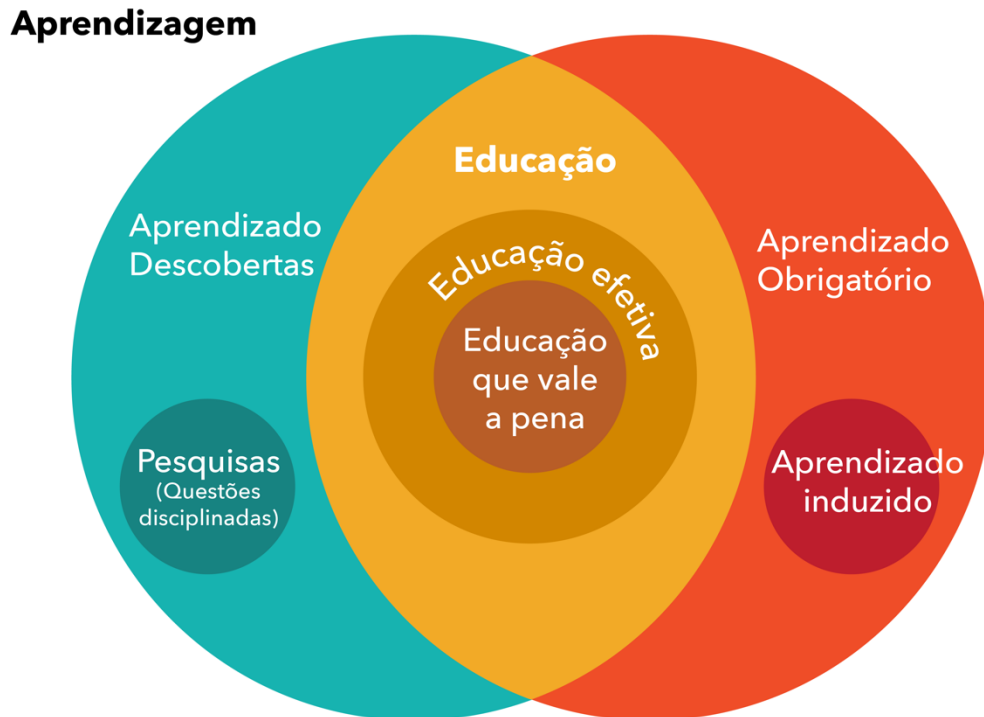 Aprendizagem
Educação
Aprendizado
Descobertas
Aprendizado
Obrigatório
Educação efetiva
Educação
que vale
a pena
Pesquisas
(Questões
disciplinadas)
Aprendizado
induzido